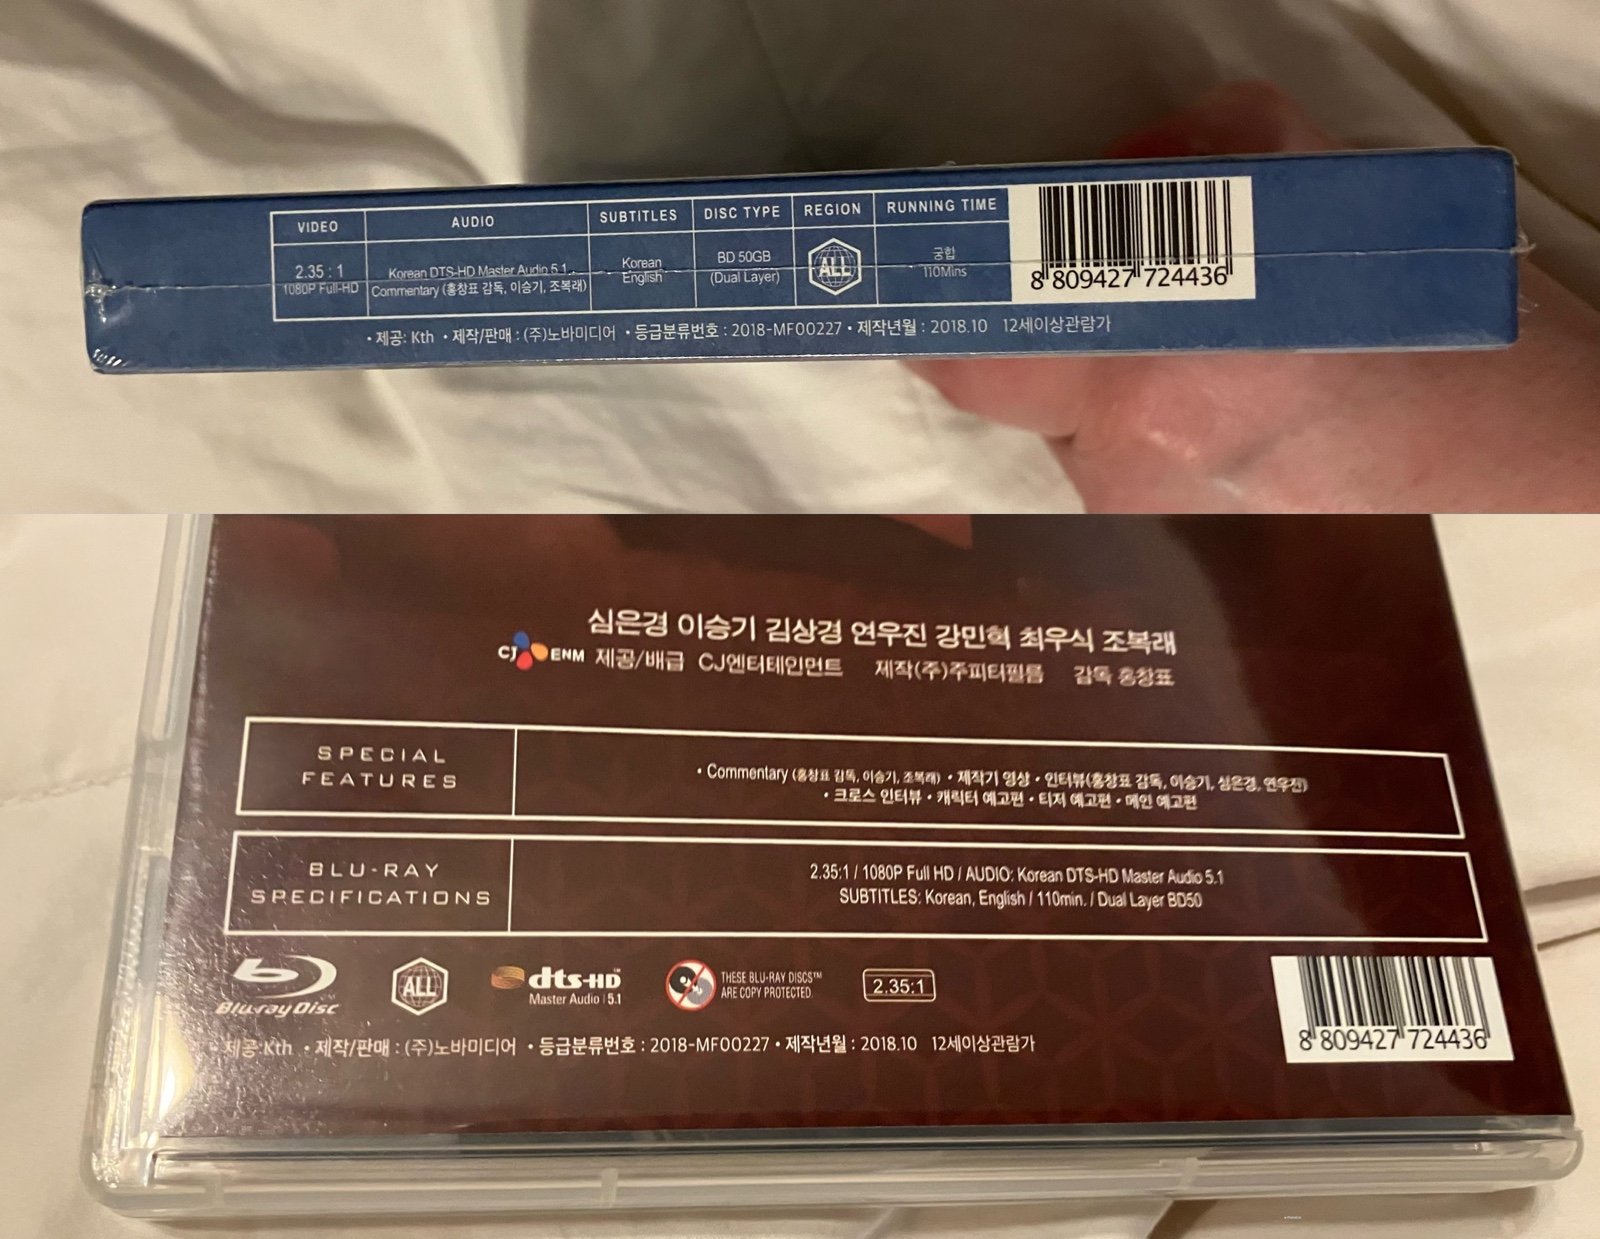 VIDEO AUDIO SUBTITLES DISC TYPE REGION RUNNING TIME
2.35 : 1 Korean DTS-HD Master Audio 5.1 Korean BD 50GB ALL 궁합
1080P Full-HD Commentary (홍창표 감독, 이승기, 조복래) English (Dual Layer) 110Mins
8 809427 724436
• 제공: Kth • 제작/판매 : (주)노바미디어 • 등급분류번호 : 2018-MF00227 • 제작년월 : 2018.10 12세이상관람가
심은경 이승기 김상경 연우진 강민혁 최우식 조복래
CJ ENM 제공/배급 CJ엔터테인먼트 제작(주)주피터필름 감독 홍창표
SPECIAL FEATURES
• Commentary (홍창표 감독, 이승기, 조복래) • 제작기 영상 • 인터뷰(홍창표 감독, 이승기, 심은경, 연우진)
• 크로스 인터뷰 • 캐릭터 예고편 • 티저 예고편 • 메인 예고편
BLU-RAY SPECIFICATIONS
2.35:1 / 1080P Full HD / AUDIO: Korean DTS-HD Master Audio 5.1
SUBTITLES: Korean, English / 110min. / Dual Layer BD50
Blu-ray Disc ALL dts-HD™ Master Audio | 5.1 THESE BLU-RAY DISCS™ ARE COPY PROTECTED 2.35:1
8 809427 724436
• 제공:Kth • 제작/판매 : (주)노바미디어 • 등급분류번호 : 2018-MF00227 • 제작년월 : 2018.10 12세이상관람가